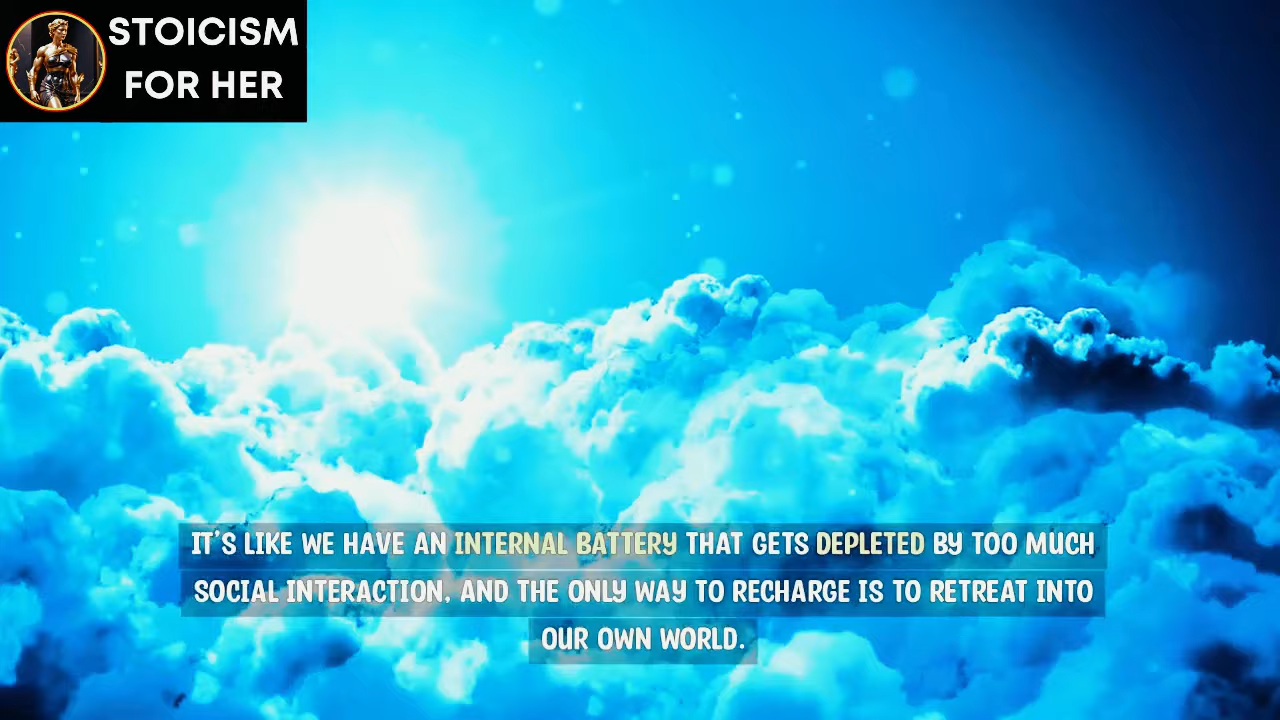 STOICISM
FOR HER
IT'S LIKE WE HAVE AN INTERNAL BATTERY THAT GETS DEPLETED BY TOO MUCH
SOCIAL INTERACTION, AND THE ONLY WAY TO RECHARGE IS TO RETREAT INTO
OUR OWN WORLD.